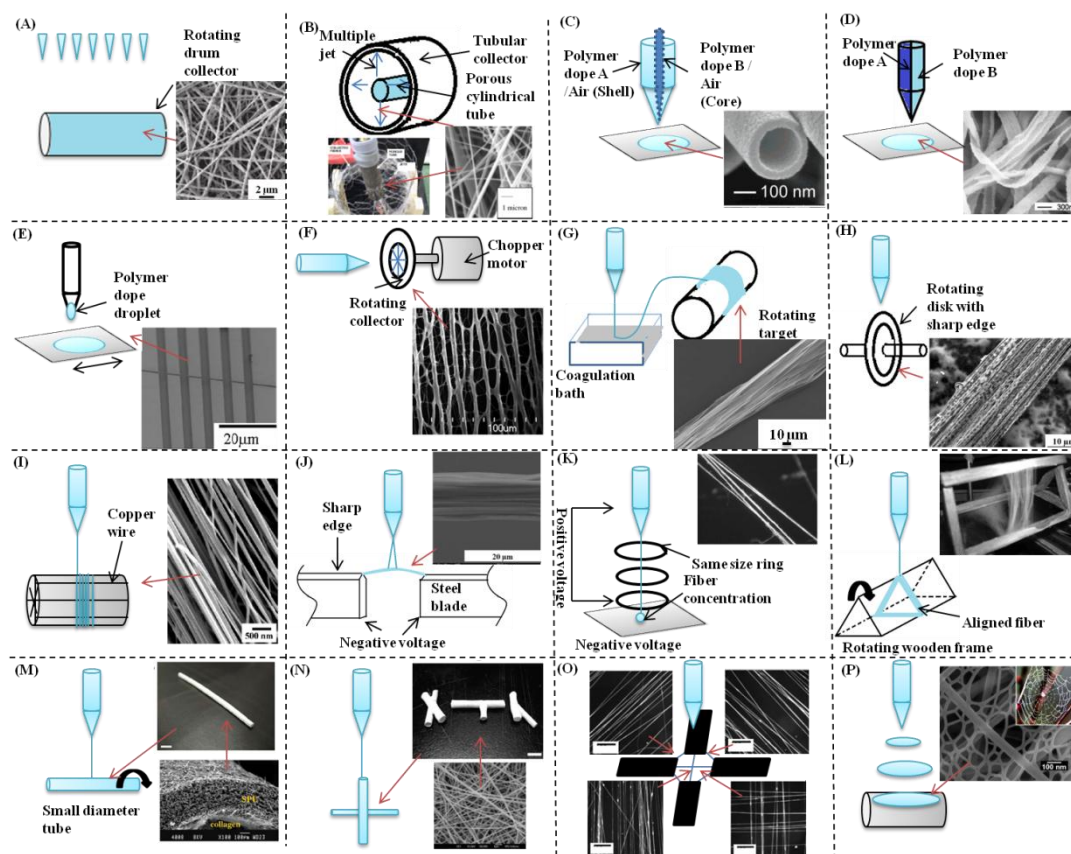 (A)
Rotating
drum
collector
2 μm
(B)
Multiple
jet
Tubular
collector
Porous
cylindrical
tube
1 micron
(C)
Polymer
dope A
/Air (Shell)
Polymer
dope B /
Air
(Core)
100 nm
(D)
Polymer
dope A
Polymer
dope B
300nm
(E)
Polymer
dope
droplet
20μm
(F)
Chopper
motor
Rotating
collector
100um
(G)
Rotating
target
Coagulation
bath
10 μm
(H)
Rotating
disk with
sharp edge
10 μm
(I)
Copper
wire
500 nm
(J)
Sharp
edge
20 μm
Steel
blade
Negative voltage
(K)
Positive voltage
Same size ring
Fiber
concentration
Negative voltage
(L)
Aligned fiber
Rotating wooden frame
(M)
Small diameter
tube
SPU
collagen
(N)
(O)
(P)
100 nm